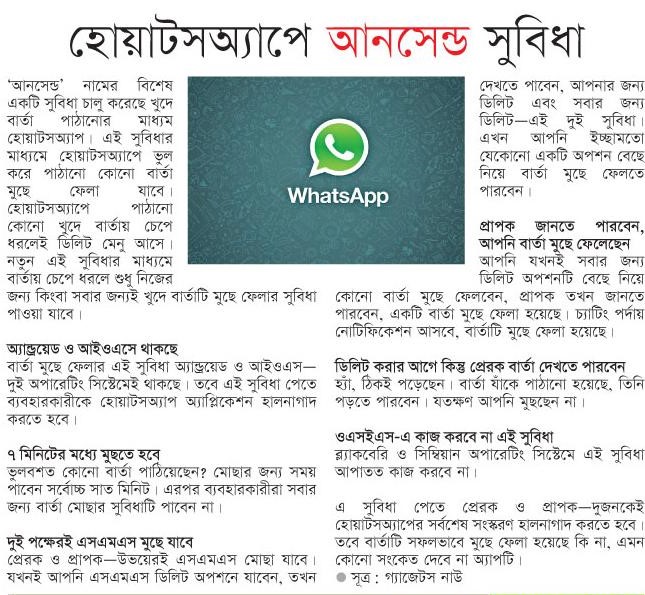 হোয়াটসঅ্যাপে আনসেন্ড সুবিধা
‘আনসেন্ড’ নামের বিশেষ
একটি সুবিধা চালু করেছে খুদে
বার্তা পাঠানোর মাধ্যম
হোয়াটসঅ্যাপ। এই সুবিধার
মাধ্যমে হোয়াটসঅ্যাপে ভুল
করে পাঠানো কোনো বার্তা
মুছে ফেলা যাবে।
হোয়াটসঅ্যাপে পাঠানো
কোনো খুদে বার্তায় চেপে
ধরলেই ডিলিট মেনু আসে।
নতুন এই সুবিধার মাধ্যমে
বার্তায় চেপে ধরলে শুধু নিজের
জন্য কিংবা সবার জন্যই খুদে বার্তাটি মুছে ফেলার সুবিধা
পাওয়া যাবে।
অ্যান্ড্রয়েড ও আইওএসে থাকছে
বার্তা মুছে ফেলার এই সুবিধা অ্যান্ড্রয়েড ও আইওএস—
দুই অপারেটিং সিস্টেমেই থাকছে। তবে এই সুবিধা পেতে
ব্যবহারকারীকে হোয়াটসঅ্যাপ অ্যাপ্লিকেশন হালনাগাদ
করতে হবে।
৭ মিনিটের মধ্যে মুছতে হবে
ভুলবশত কোনো বার্তা পাঠিয়েছেন? মোছার জন্য সময়
পাবেন সর্বোচ্চ সাত মিনিট। এরপর ব্যবহারকারীরা সবার
জন্য বার্তা মোছার সুবিধাটি পাবেন না।
দুই পক্ষেরই এসএমএস মুছে যাবে
প্রেরক ও প্রাপক—উভয়েরই এসএমএস মোছা যাবে।
যখনই আপনি এসএমএস ডিলিট অপশনে যাবেন, তখন
WhatsApp
দেখতে পাবেন, আপনার জন্য
ডিলিট এবং সবার জন্য
ডিলিট—এই দুই সুবিধা।
এখন আপনি ইচ্ছামতো
যেকোনো একটি অপশন বেছে
নিয়ে বার্তা মুছে ফেলতে
পারবেন।
প্রাপক জানতে পারবেন,
আপনি বার্তা মুছে ফেলেছেন
আপনি যখনই সবার জন্য
ডিলিট অপশনটি বেছে নিয়ে
কোনো বার্তা মুছে ফেলবেন, প্রাপক তখন জানতে
পারবেন, একটি বার্তা মুছে ফেলা হয়েছে। চ্যাটিং পর্দায়
নোটিফিকেশন আসবে, বার্তাটি মুছে ফেলা হয়েছে।
ডিলিট করার আগে কিন্তু প্রেরক বার্তা দেখতে পারবেন
হ্যাঁ, ঠিকই পড়েছেন। বার্তা যাঁকে পাঠানো হয়েছে, তিনি
পড়তে পারবেন। যতক্ষণ আপনি মুছছেন না।
ওএসইএস-এ কাজ করবে না এই সুবিধা
ব্ল্যাকবেরি ও সিম্বিয়ান অপারেটিং সিস্টেমে এই সুবিধা
আপাতত কাজ করবে না।
এ সুবিধা পেতে প্রেরক ও প্রাপক—দুজনকেই
হোয়াটসঅ্যাপের সর্বশেষ সংস্করণ হালনাগাদ করতে হবে।
তবে বার্তাটি সফলভাবে মুছে ফেলা হয়েছে কি না, এমন
কোনো সংকেত দেবে না অ্যাপটি।
● সূত্র : গ্যাজেটস নাউ